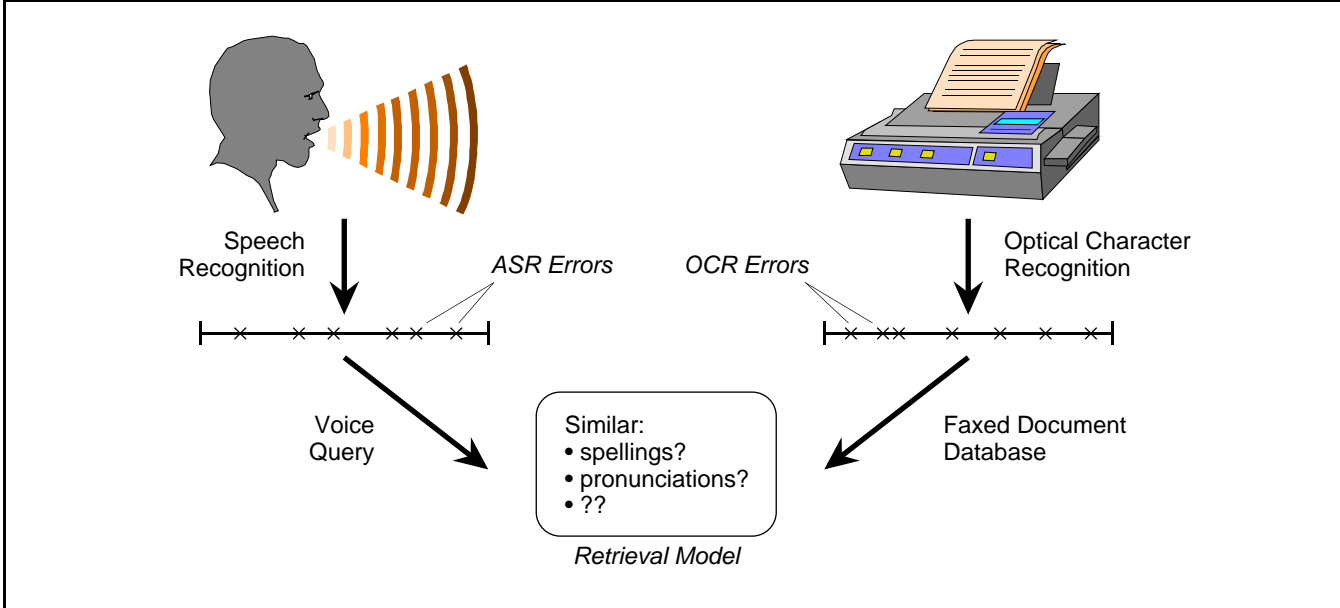 Speech
Recognition
ASR Errors
OCR Errors
Optical Character
Recognition
Voice
Query
Similar:
• spellings?
• pronunciations?
• ??
Faxed Document
Database
Retrieval Model